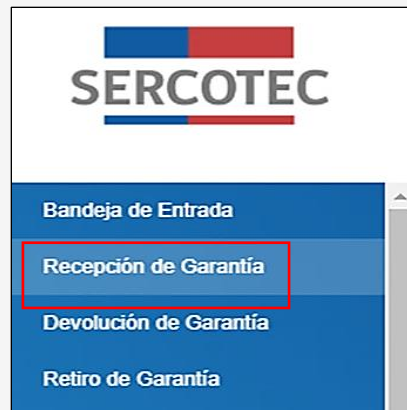 SERCOTEC
Bandeja de Entrada
Recepción de Garantía
Devolución de Garantía
Retiro de Garantía